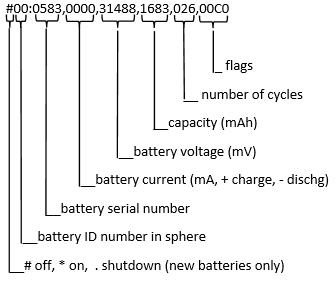 #00:0583,0000,31488,1683,026,00C0
flags
number of cycles
capacity (mAh)
battery voltage (mV)
battery current (mA, + charge, - dischg)
battery serial number
battery ID number in sphere
# off, * on,  . shutdown (new batteries only)